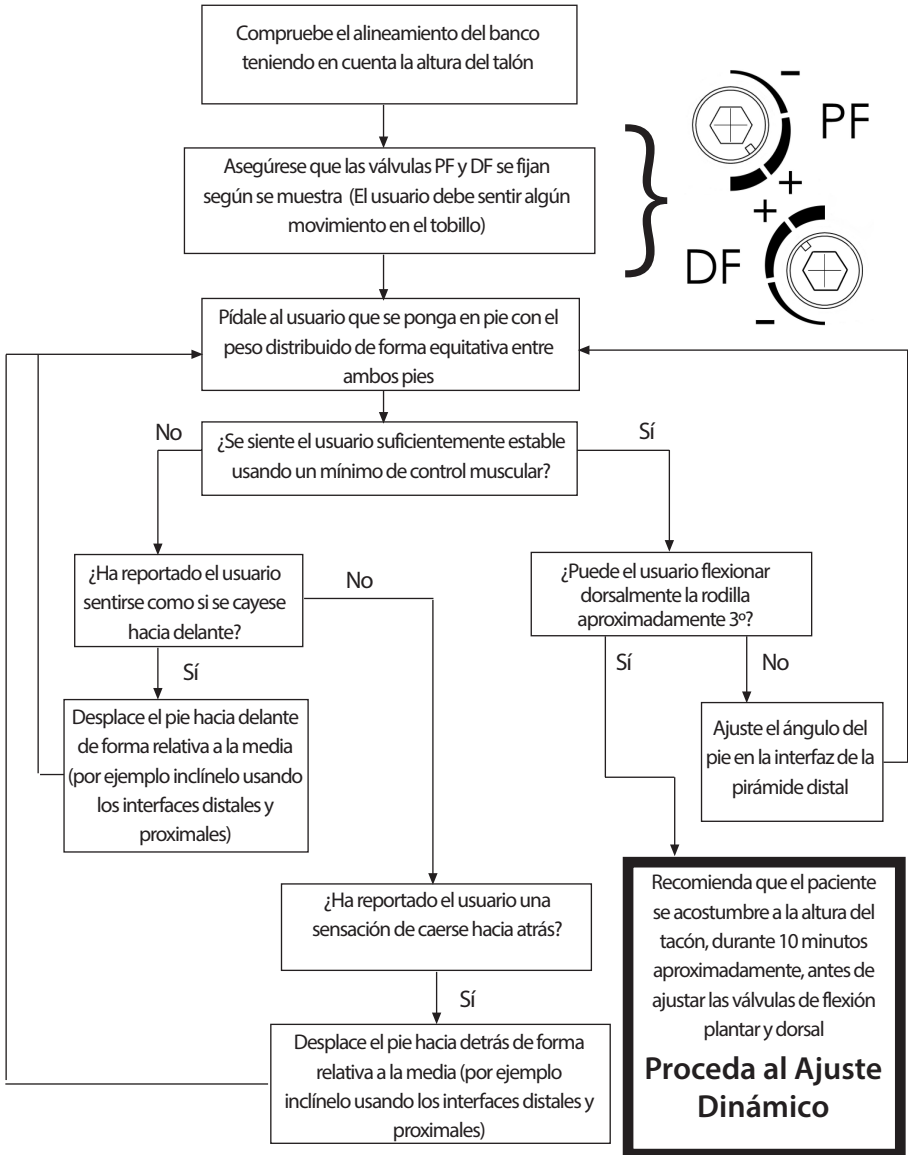 Compruebe el alineamiento del banco
teniendo en cuenta la altura del talón
Asegúrese que las válvulas PF y DF se fijan
según se muestra (El usuario debe sentir algún
movimiento en el tobillo)
-
PF
+
+
DF
-
Pídale al usuario que se ponga en pie con el
peso distribuido de forma equitativa entre
ambos pies
No
¿Se siente el usuario suficientemente estable
usando un mínimo de control muscular?
Sí
¿Ha reportado el usuario
sentirse como si se cayese
hacia delante?
No
Sí
Desplace el pie hacia delante
de forma relativa a la media
(por ejemplo inclínelo usando
los interfaces distales y
proximales)
¿Ha reportado el usuario una
sensación de caerse hacia atrás?
Sí
Desplace el pie hacia detrás de forma
relativa a la media (por ejemplo
inclínelo usando los interfaces distales y
proximales)
¿Puede el usuario flexionar
dorsalmente la rodilla
aproximadamente 3º?
Sí
No
Ajuste el ángulo del
pie en la interfaz de la
pirámide distal
Recomienda que el paciente
se acostumbre a la altura del
tacón, durante 10 minutos
aproximadamente, antes de
ajustar las válvulas de flexión
plantar y dorsal
Proceda al Ajuste
Dinámico